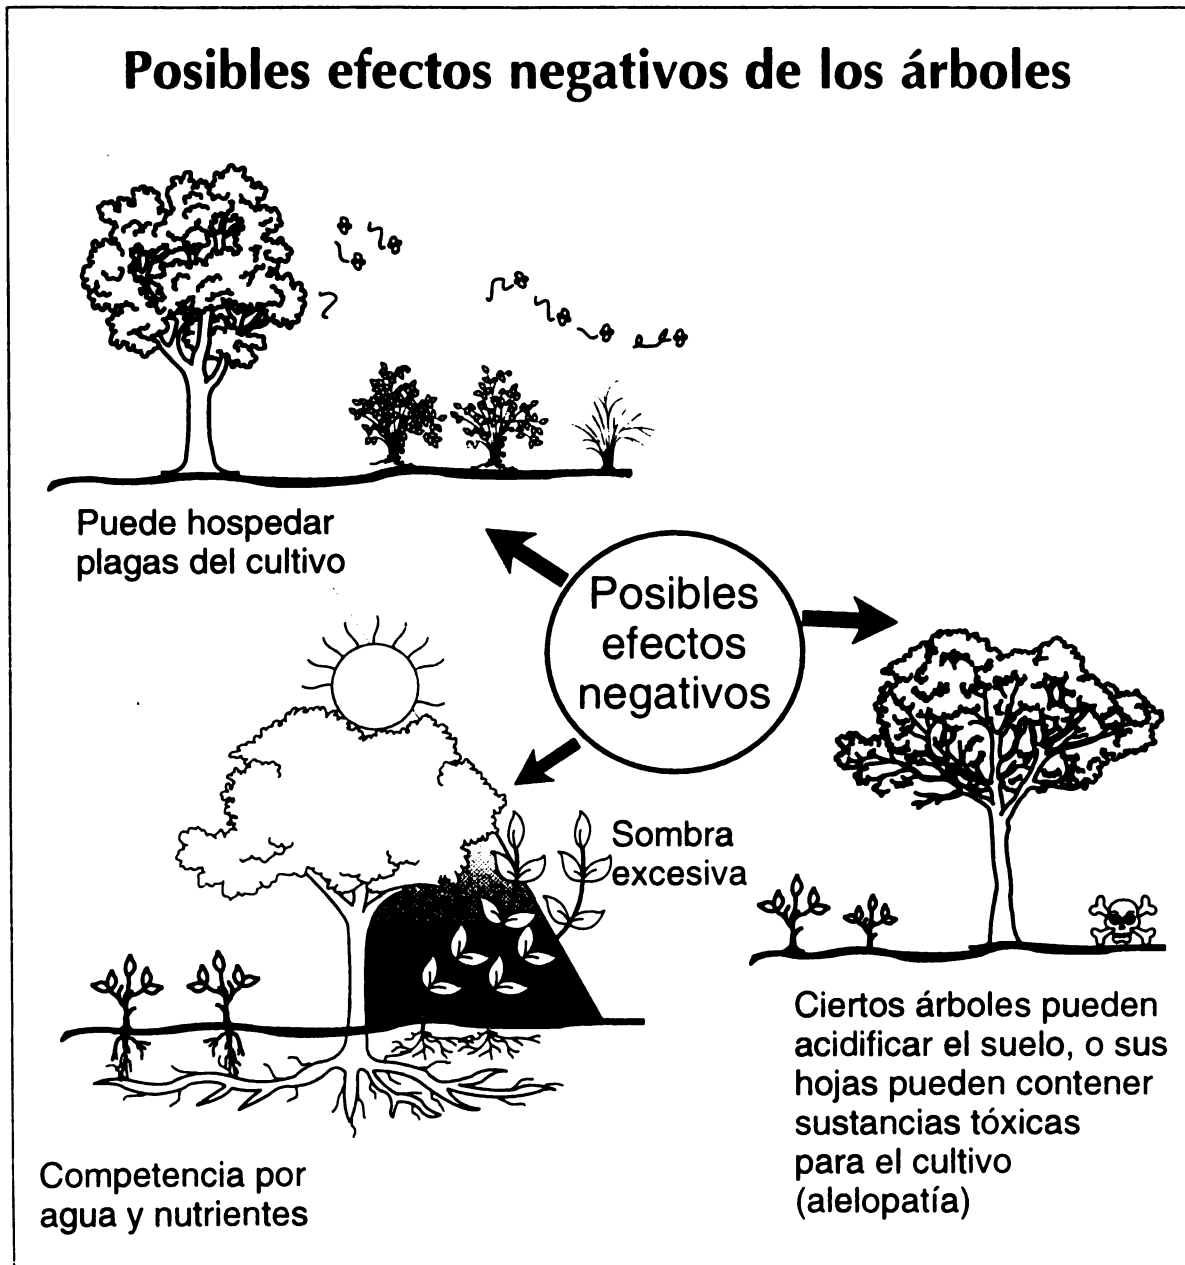 Posibles efectos negativos de los árboles
Puede hospedar
plagas del cultivo
Posibles
efectos
negativos
Sombra
excesiva
Competencia por
agua y nutrientes
Ciertos árboles pueden
acidificar el suelo, o sus
hojas pueden contener
sustancias tóxicas
para el cultivo
(alelopatía)